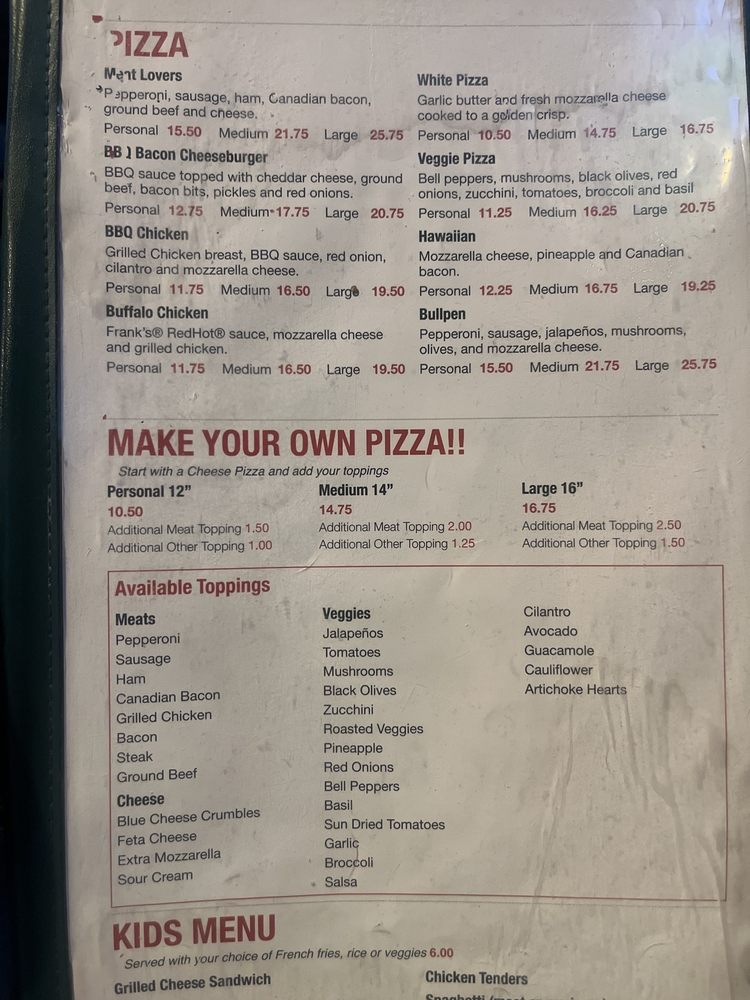 PIZZA
Meat Lovers
Pepperoni, sausage, ham, Canadian bacon,
ground beef and cheese.
Personal 15.50 Medium 21.75 Large 25.75
BBQ Bacon Cheeseburger
BBQ sauce topped with cheddar cheese, ground
beef, bacon bits, pickles and red onions.
Personal 12.75 Medium 17.75 Large 20.75
BBQ Chicken
Grilled Chicken breast, BBQ sauce, red onion,
cilantro and mozzarella cheese.
Personal 11.75 Medium 16.50 Large 19.50
Buffalo Chicken
Frank's® RedHot® sauce, mozzarella cheese
and grilled chicken.
Personal 11.75 Medium 16.50 Large 19.50
White Pizza
Garlic butter and fresh mozzarella cheese
cooked to a golden crisp.
Personal 10.50 Medium 14.75 Large 16.75
Veggie Pizza
Bell peppers, mushrooms, black olives, red
onions, zucchini, tomatoes, broccoli and basil
Personal 11.25 Medium 16.25 Large 20.75
Hawaiian
Mozzarella cheese, pineapple and Canadian
bacon.
Personal 12.25 Medium 16.75 Large 19.25
Bullpen
Pepperoni, sausage, jalapeños, mushrooms,
olives, and mozzarella cheese.
Personal 15.50 Medium 21.75 Large 25.75
MAKE YOUR OWN PIZZA!!
Start with a Cheese Pizza and add your toppings
Personal 12”
10.50
Additional Meat Topping 1.50
Additional Other Topping 1.00
Medium 14”
14.75
Additional Meat Topping 2.00
Additional Other Topping 1.25
Large 16”
16.75
Additional Meat Topping 2.50
Additional Other Topping 1.50
Available Toppings
Meats
Pepperoni
Sausage
Ham
Canadian Bacon
Grilled Chicken
Bacon
Steak
Ground Beef
Cheese
Blue Cheese Crumbles
Feta Cheese
Extra Mozzarella
Sour Cream
Veggies
Jalapeños
Tomatoes
Mushrooms
Black Olives
Zucchini
Roasted Veggies
Pineapple
Red Onions
Bell Peppers
Basil
Sun Dried Tomatoes
Garlic
Broccoli
Salsa
Cilantro
Avocado
Guacamole
Cauliflower
Artichoke Hearts
KIDS MENU
Served with your choice of French fries, rice or veggies 6.00
Grilled Cheese Sandwich
Chicken Tenders
Spaghetti